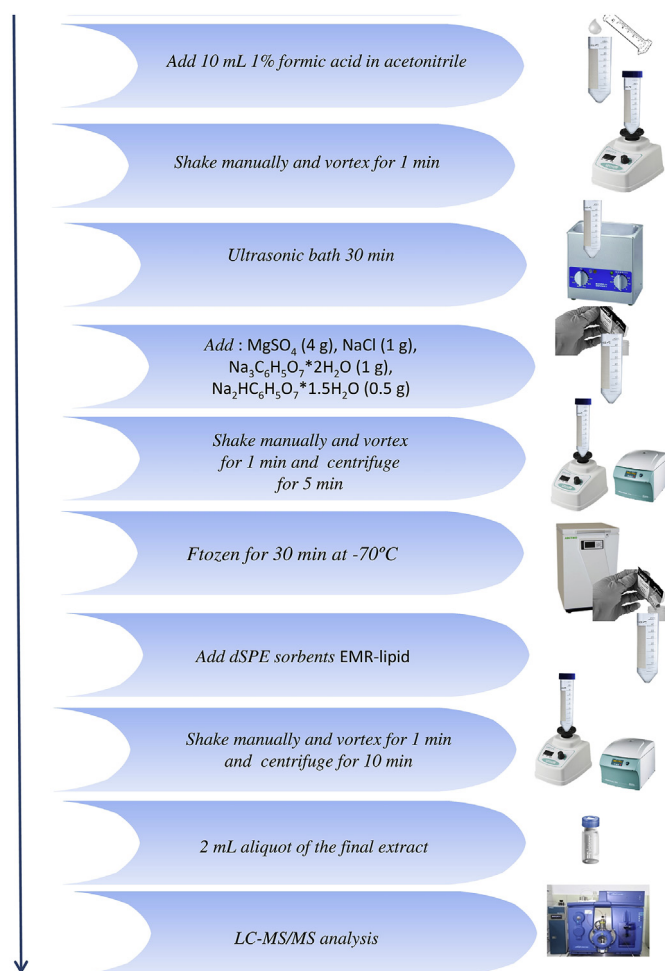 Add 10 mL 1% formic acid in acetonitrile
Shake manually and vortex for 1 min
Ultrasonic bath 30 min
Add : MgSO₄ (4 g), NaCl (1 g),
Na₃C₆H₅O₇*2H₂O (1 g),
Na₂HC₆H₅O₇*1.5H₂O (0.5 g)
Shake manually and vortex
for 1 min and centrifuge
for 5 min
Ftozen for 30 min at -70ºC
Add dSPE sorbents EMR-lipid
Shake manually and vortex for 1 min
and centrifuge for 10 min
2 mL aliquot of the final extract
LC-MS/MS analysis